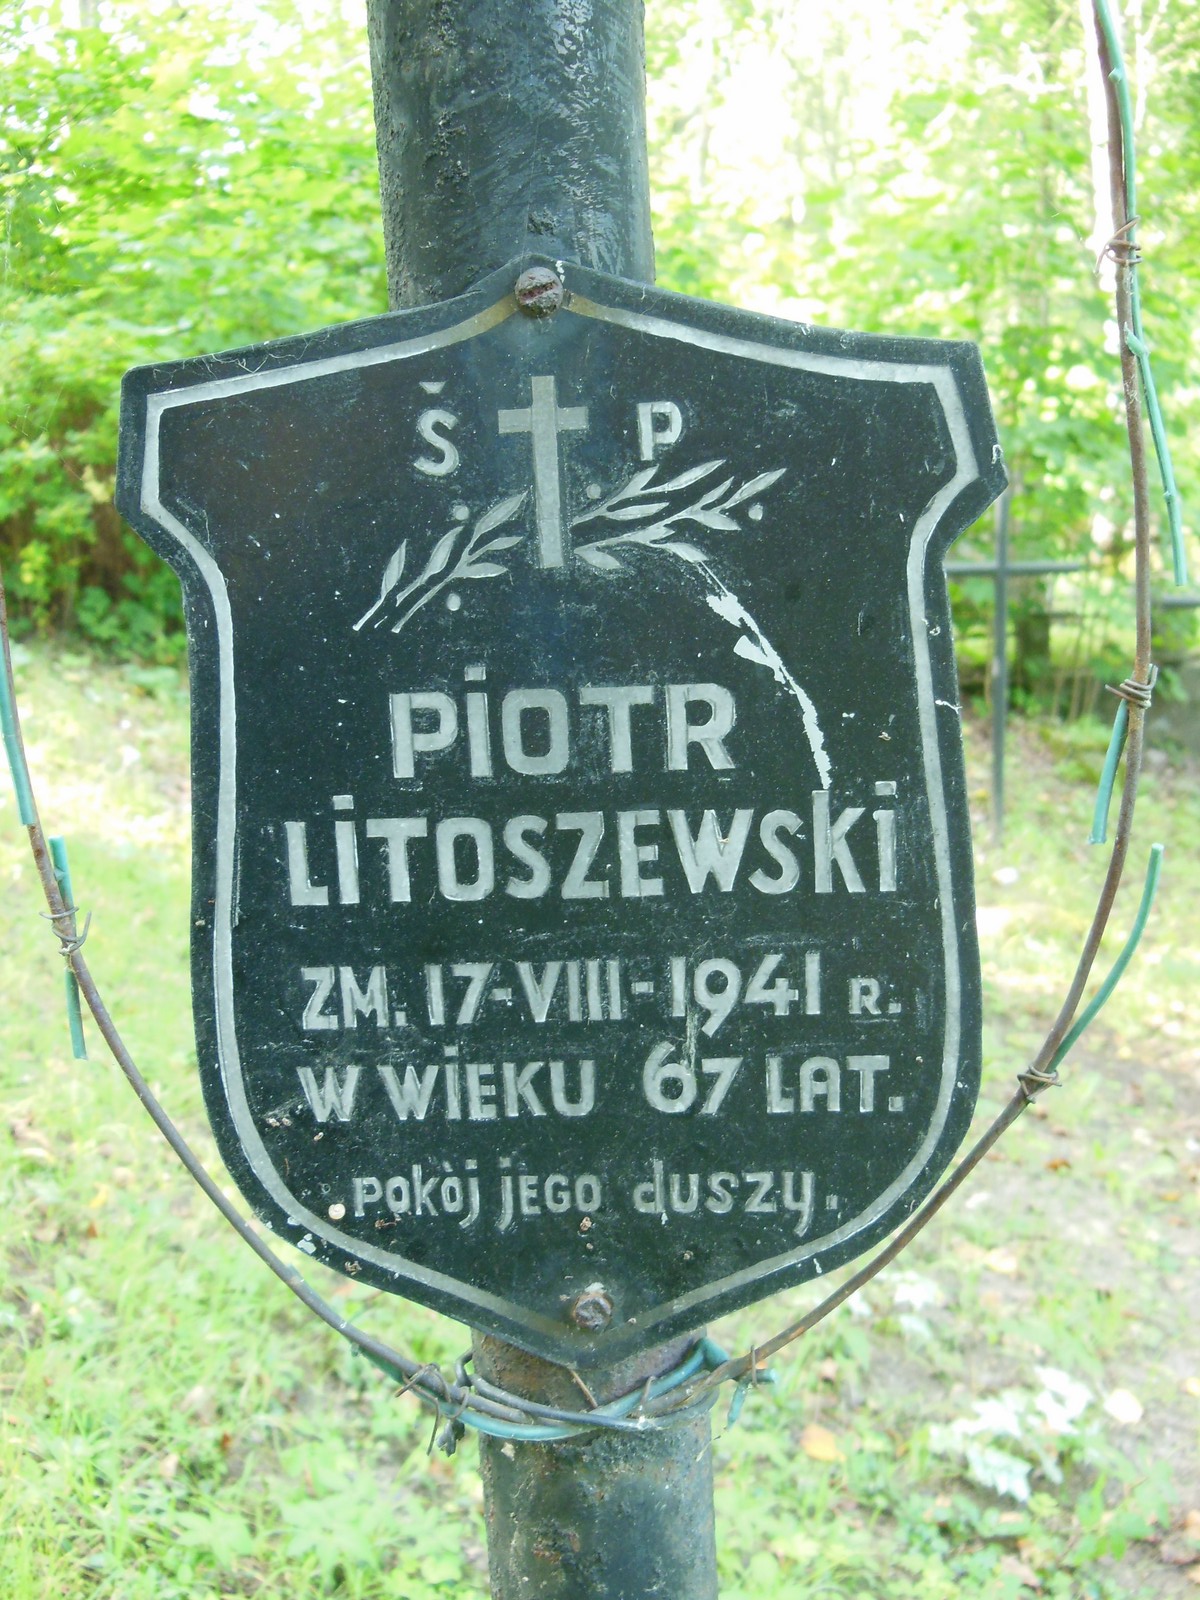 Ś P
PiOTR
LiTOSZEWSKi
ZM. 17-VIII-1941 R.
W WiEKU 67 LAT.
pokój jEGO duszy.